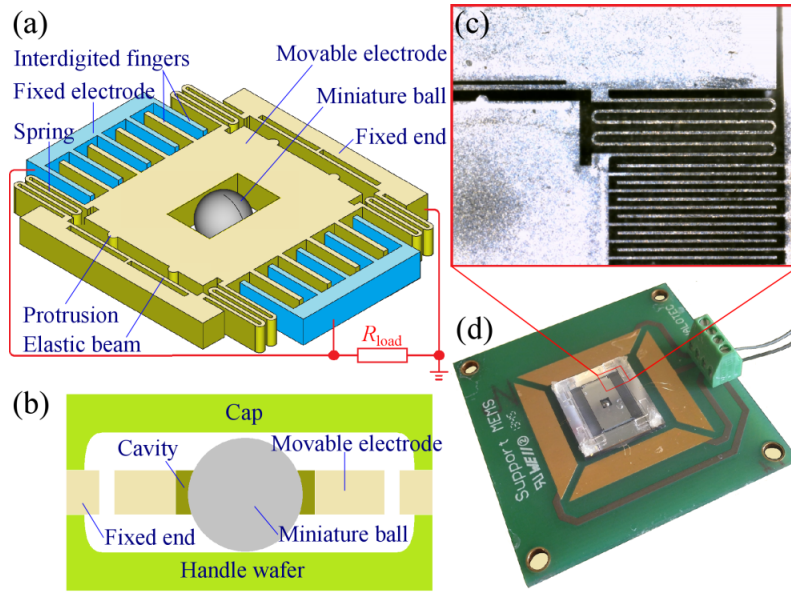 (a)
Interdigited fingers
Fixed electrode
Spring
Movable electrode
Miniature ball
Fixed end
Protrusion
Elastic beam
Rload
(b)
Cap
Cavity
Movable electrode
Fixed end
Miniature ball
Handle wafer
(c)
(d)
Support MEMS